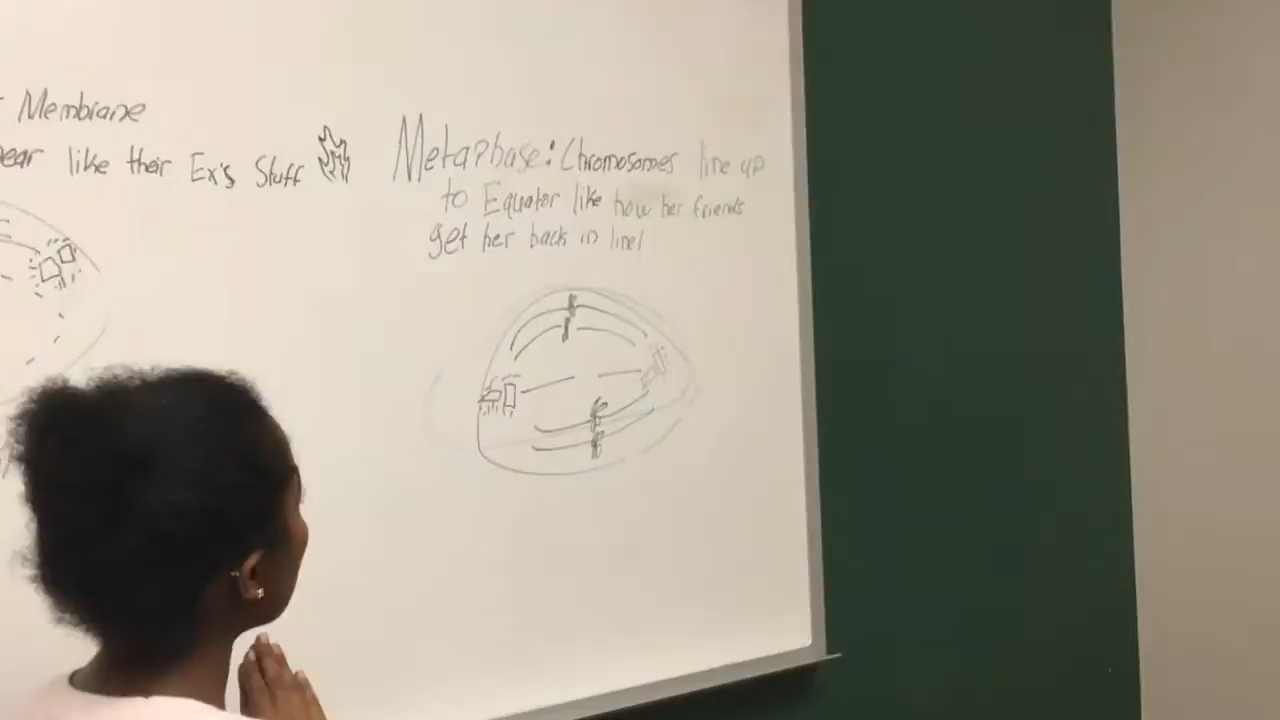 Membrane
ear like their Ex's Stuff
Metaphase: Chromosomes line up
to Equator like how her friends
get her back in line!